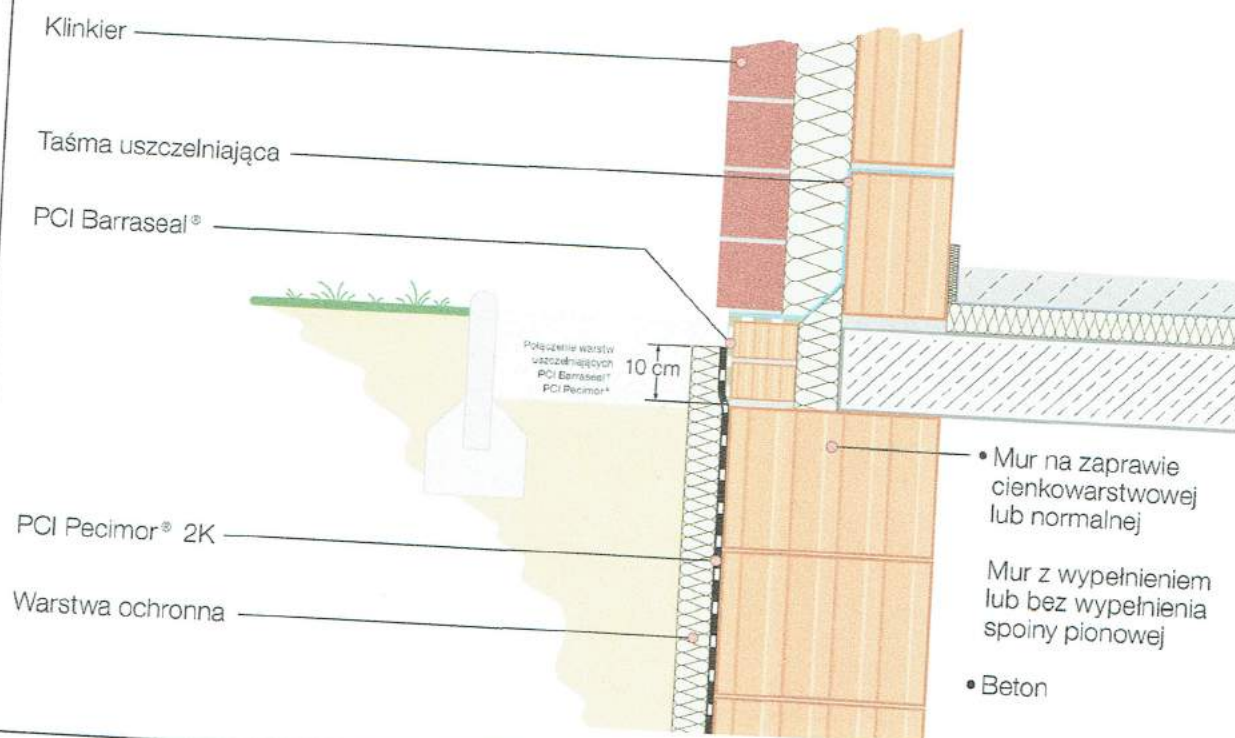 Klinkier
Taśma uszczelniająca
PCI Barraseal®
Połączenie warstw
uszczelniających
PCI Barraseal®
PCI Pecimor®
10 cm
PCI Pecimor® 2K
Warstwa ochronna
• Mur na zaprawie
cienkowarstwowej
lub normalnej
Mur z wypełnieniem
lub bez wypełnienia
spoiny pionowej
• Beton